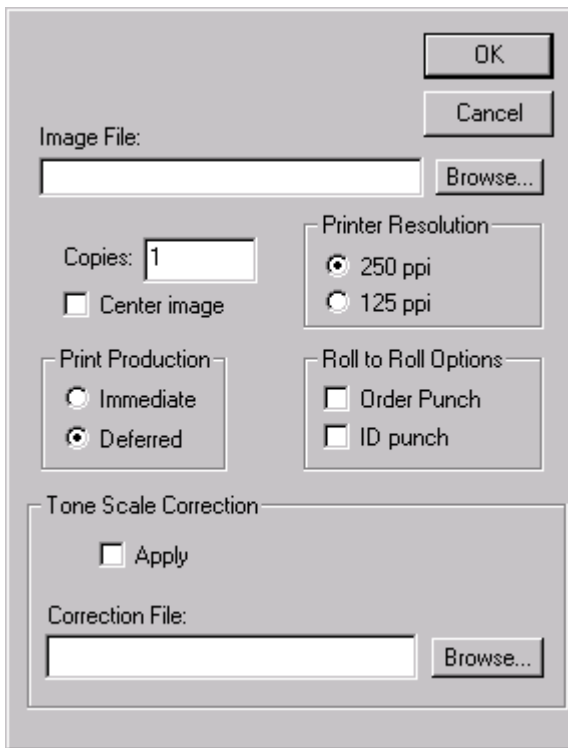 OK
Cancel
Image File:
Browse...
Copies: 1
Center image
Printer Resolution
250 ppi
125 ppi
Print Production
Immediate
Deferred
Roll to Roll Options
Order Punch
ID punch
Tone Scale Correction
Apply
Correction File:
Browse...